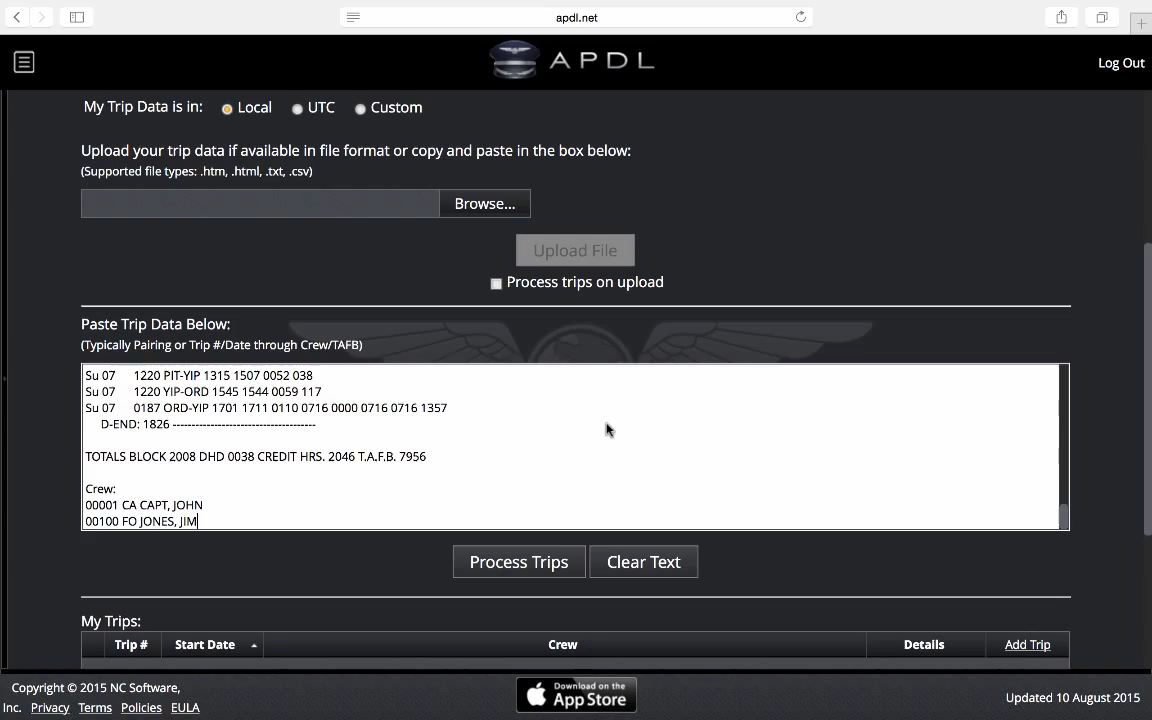 apdl.net
APDL
Log Out
My Trip Data is in: Local UTC Custom
Upload your trip data if available in file format or copy and paste in the box below:
(Supported file types: .htm, .html, .txt, .csv)
Browse...
Upload File
Process trips on upload
Paste Trip Data Below:
(Typically Pairing or Trip #/Date through Crew/TAFB)
Su 07 1220 PIT-YIP 1315 1507 0052 038
Su 07 1220 YIP-ORD 1545 1544 0059 117
Su 07 0187 ORD-YIP 1701 1711 0110 0716 0000 0716 0716 1357
D-END: 1826 -------------------------------------
TOTALS BLOCK 2008 DHD 0038 CREDIT HRS. 2046 T.A.F.B. 7956
Crew:
00001 CA CAPT, JOHN
00100 FO JONES, JIM
Process Trips Clear Text
My Trips:
Trip # Start Date Crew Details Add Trip
Copyright © 2015 NC Software,
Inc. Privacy Terms Policies EULA
Download on the
App Store
Updated 10 August 2015